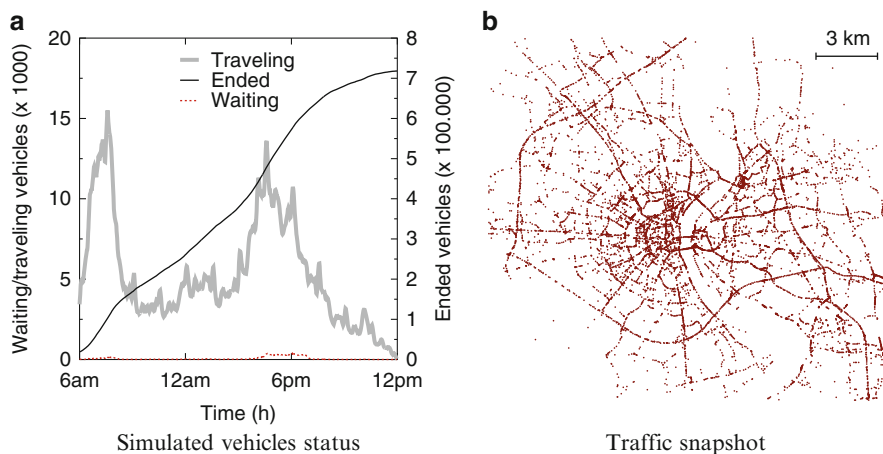 a
20
15
10
5
0
Waiting/traveling vehicles (x 1000)
Traveling
Ended
Waiting
8
7
6
5
4
3
2
1
0
Ended vehicles (x 100.000)
6am 12am 6pm 12pm
Time (h)
Simulated vehicles status
b
3 km
Traffic snapshot